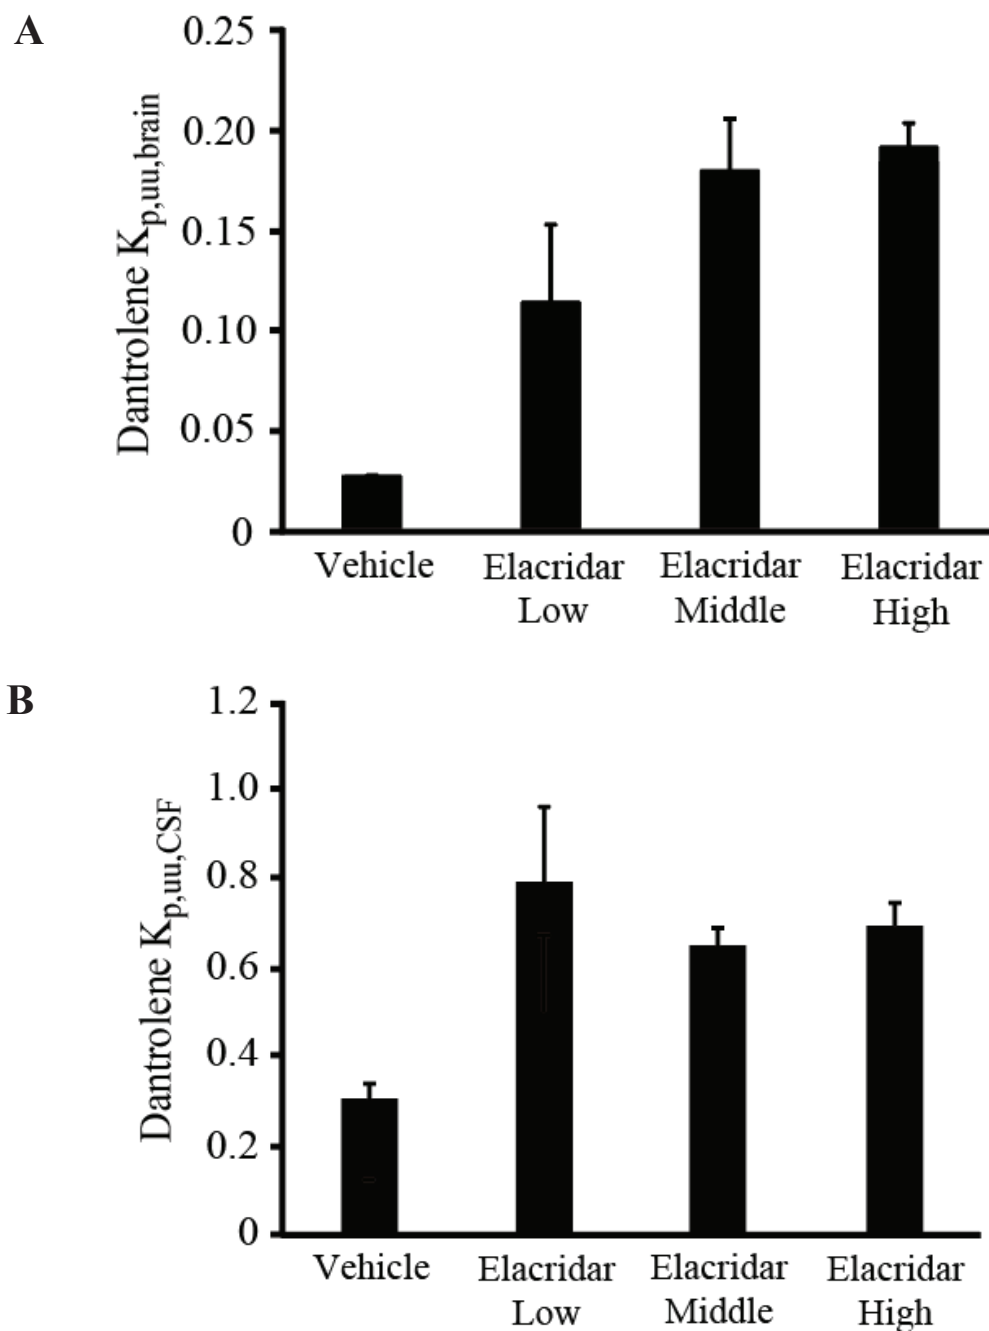 A
Dantrolene Kp,uu,brain
0.25
0.20
0.15
0.10
0.05
0
Vehicle
Elacridar
Low
Elacridar
Middle
Elacridar
High
B
Dantrolene Kp,uu,CSF
1.2
1.0
0.8
0.6
0.4
0.2
0
Vehicle
Elacridar
Low
Elacridar
Middle
Elacridar
High